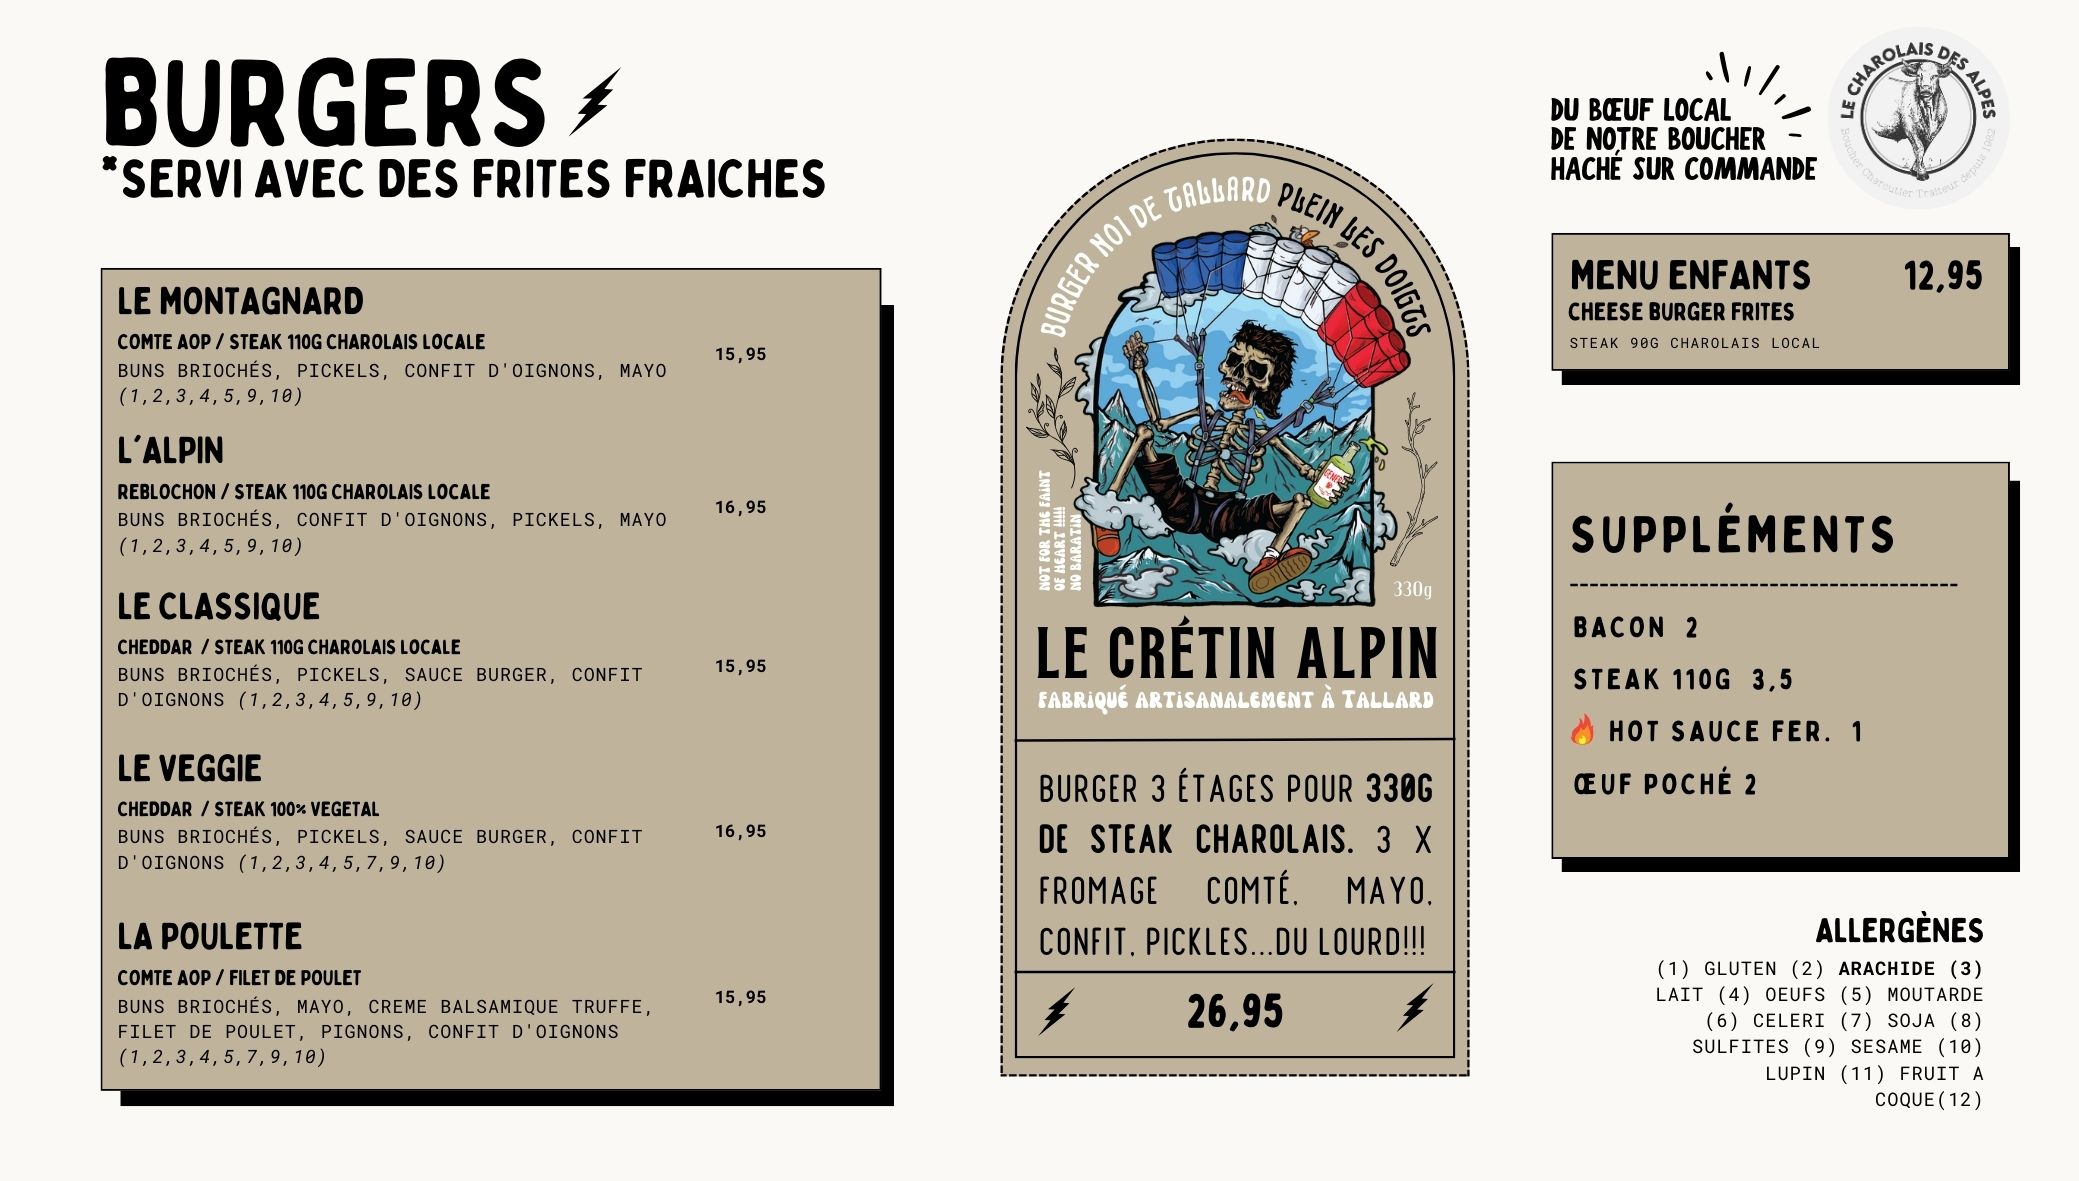 BURGERS
*SERVI AVEC DES FRITES FRAICHES
LE MONTAGNARD
COMTE AOP / STEAK 110G CHAROLAIS LOCALE
BUNS BRIOCHÉS, PICKELS, CONFIT D'OIGNONS, MAYO
(1,2,3,4,5,9,10)
15,95
L'ALPIN
REBLOCHON / STEAK 110G CHAROLAIS LOCALE
BUNS BRIOCHÉS, CONFIT D'OIGNONS, PICKELS, MAYO
(1,2,3,4,5,9,10)
16,95
LE CLASSIQUE
CHEDDAR / STEAK 110G CHAROLAIS LOCALE
BUNS BRIOCHÉS, PICKELS, SAUCE BURGER, CONFIT
D'OIGNONS (1,2,3,4,5,9,10)
15,95
LE VEGGIE
CHEDDAR / STEAK 100% VEGETAL
BUNS BRIOCHÉS, PICKELS, SAUCE BURGER, CONFIT
D'OIGNONS (1,2,3,4,5,7,9,10)
16,95
LA POULETTE
COMTE AOP / FILET DE POULET
BUNS BRIOCHÉS, MAYO, CREME BALSAMIQUE TRUFFE,
FILET DE POULET, PIGNONS, CONFIT D'OIGNONS
(1,2,3,4,5,7,9,10)
15,95
BURGER NO1 DE TALLARD PLEIN LES DOIGTS
NOT FOR THE FAINT
OF HEART !!!!!
NO BARATIN
330g
LE CRÉTIN ALPIN
FABRIQUÉ ARTISANALEMENT À TALLARD
BURGER 3 ÉTAGES POUR 330G
DE STEAK CHAROLAIS. 3 X
FROMAGE COMTÉ, MAYO,
CONFIT, PICKLES...DU LOURD!!!
26,95
DU BŒUF LOCAL
DE NOTRE BOUCHER
HACHÉ SUR COMMANDE
LE CHAROLAIS DES ALPES
Boucher Charcutier Traiteur depuis 1982
MENU ENFANTS 12,95
CHEESE BURGER FRITES
STEAK 90G CHAROLAIS LOCAL
SUPPLÉMENTS
BACON 2
STEAK 110G 3,5
🔥 HOT SAUCE FER. 1
ŒUF POCHÉ 2
ALLERGÈNES
(1) GLUTEN (2) ARACHIDE (3)
LAIT (4) OEUFS (5) MOUTARDE
(6) CELERI (7) SOJA (8)
SULFITES (9) SESAME (10)
LUPIN (11) FRUIT A
COQUE(12)